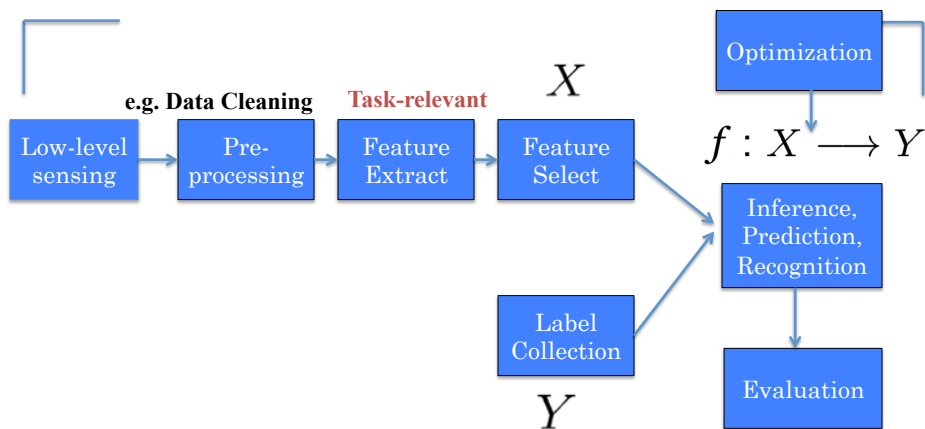 Optimization
X
e.g. Data Cleaning
Task-relevant
Low-level
sensing
Pre-
processing
Feature
Extract
Feature
Select
f : X ⟶ Y
Inference,
Prediction,
Recognition
Label
Collection
Y
Evaluation